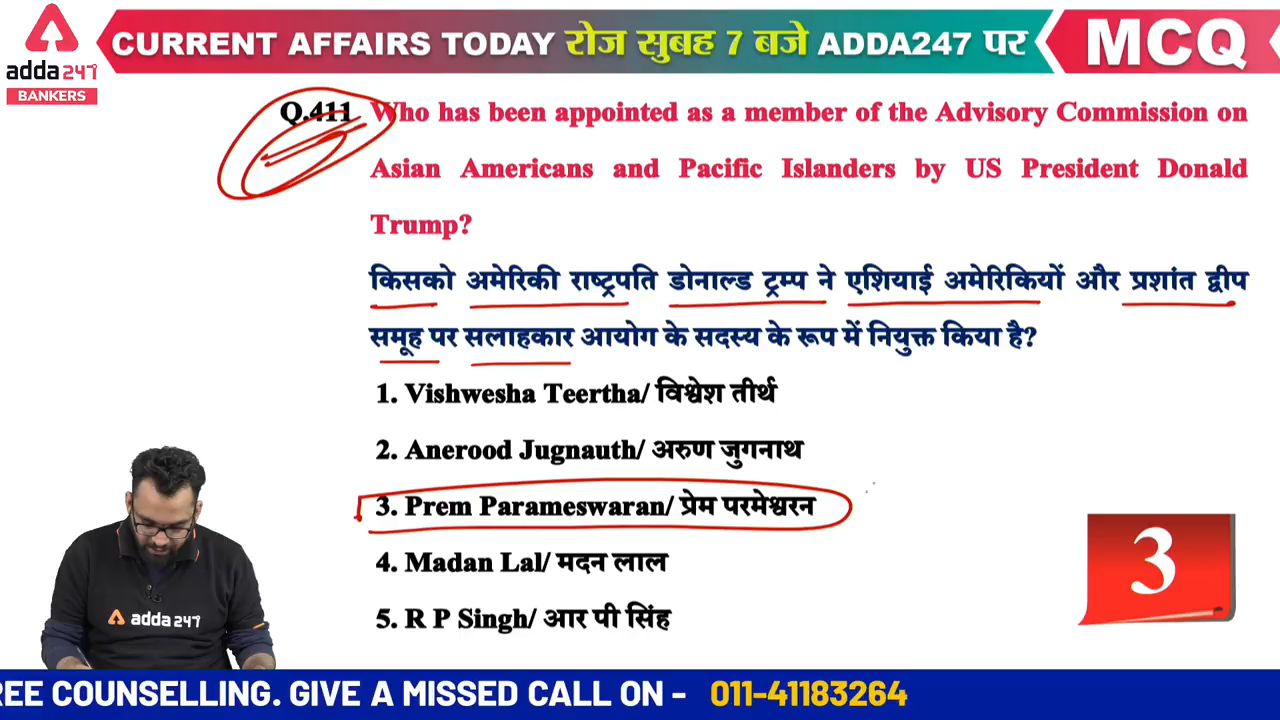 CURRENT AFFAIRS TODAY रोज सुबह 7 बजे ADDA247 पर
MCQ
adda247
BANKERS
Q.411 Who has been appointed as a member of the Advisory Commission on
Asian Americans and Pacific Islanders by US President Donald
Trump?
किसको अमेरिकी राष्ट्रपति डोनाल्ड ट्रम्प ने एशियाई अमेरिकियों और प्रशांत द्वीप
समूह पर सलाहकार आयोग के सदस्य के रूप में नियुक्त किया है?
1. Vishwesha Teertha/ विश्वेश तीर्थ
2. Anerood Jugnauth/ अरुण जुगनाथ
3. Prem Parameswaran/ प्रेम परमेश्वरन
4. Madan Lal/ मदन लाल
5. R P Singh/ आर पी सिंह
3
adda247
REE COUNSELLING. GIVE A MISSED CALL ON - 011-41183264